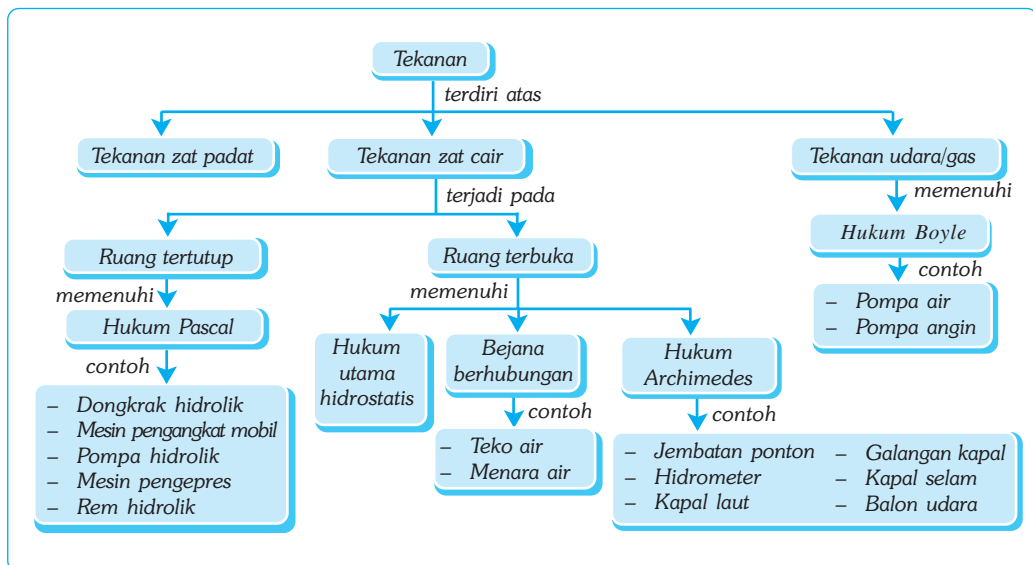 Tekanan
terdiri atas
Tekanan zat padat
Tekanan zat cair
Tekanan udara/gas
terjadi pada
memenuhi
Ruang tertutup
Ruang terbuka
Hukum Boyle
memenuhi
memenuhi
contoh
Hukum Pascal
– Pompa air
– Pompa angin
contoh
Hukum
utama
hidrostatis
Bejana
berhubungan
Hukum
Archimedes
contoh
contoh
– Dongkrak hidrolik
– Mesin pengangkat mobil
– Pompa hidrolik
– Mesin pengepres
– Rem hidrolik
– Teko air
– Menara air
– Jembatan ponton
– Hidrometer
– Kapal laut
– Galangan kapal
– Kapal selam
– Balon udara